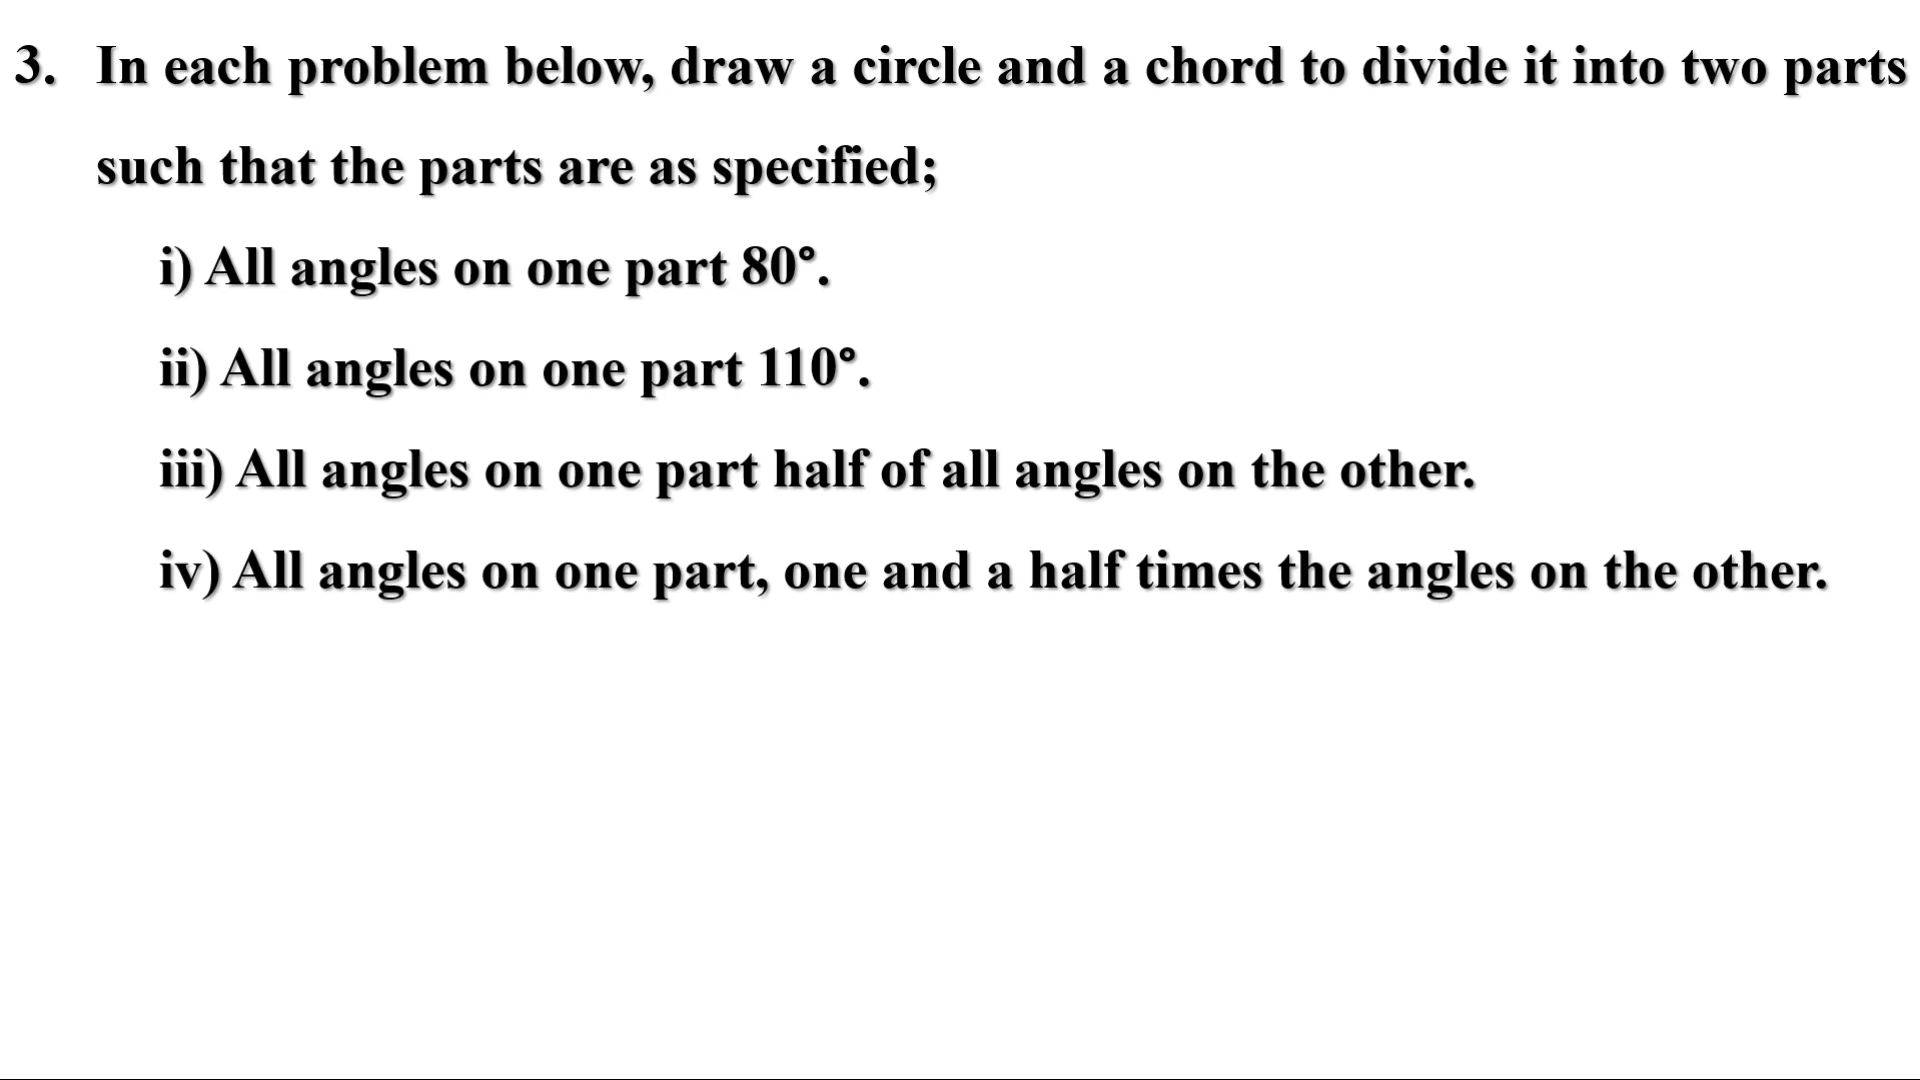 3. In each problem below, draw a circle and a chord to divide it into two parts
such that the parts are as specified;
i) All angles on one part 80°.
ii) All angles on one part 110°.
iii) All angles on one part half of all angles on the other.
iv) All angles on one part, one and a half times the angles on the other.